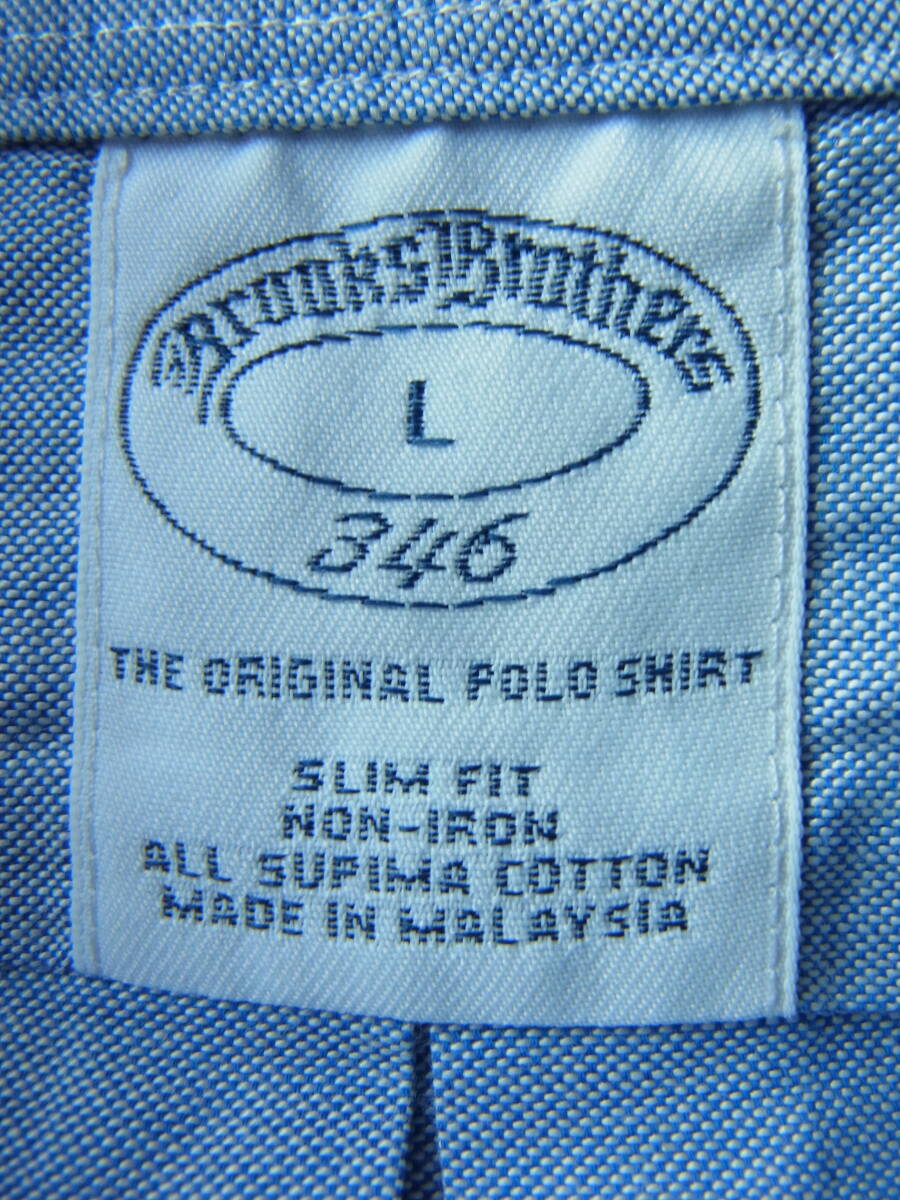 Brooks Brothers
L
346
THE ORIGINAL POLO SHIRT
SLIM FIT
NON-IRON
ALL SUPIMA COTTON
MADE IN MALAYSIA